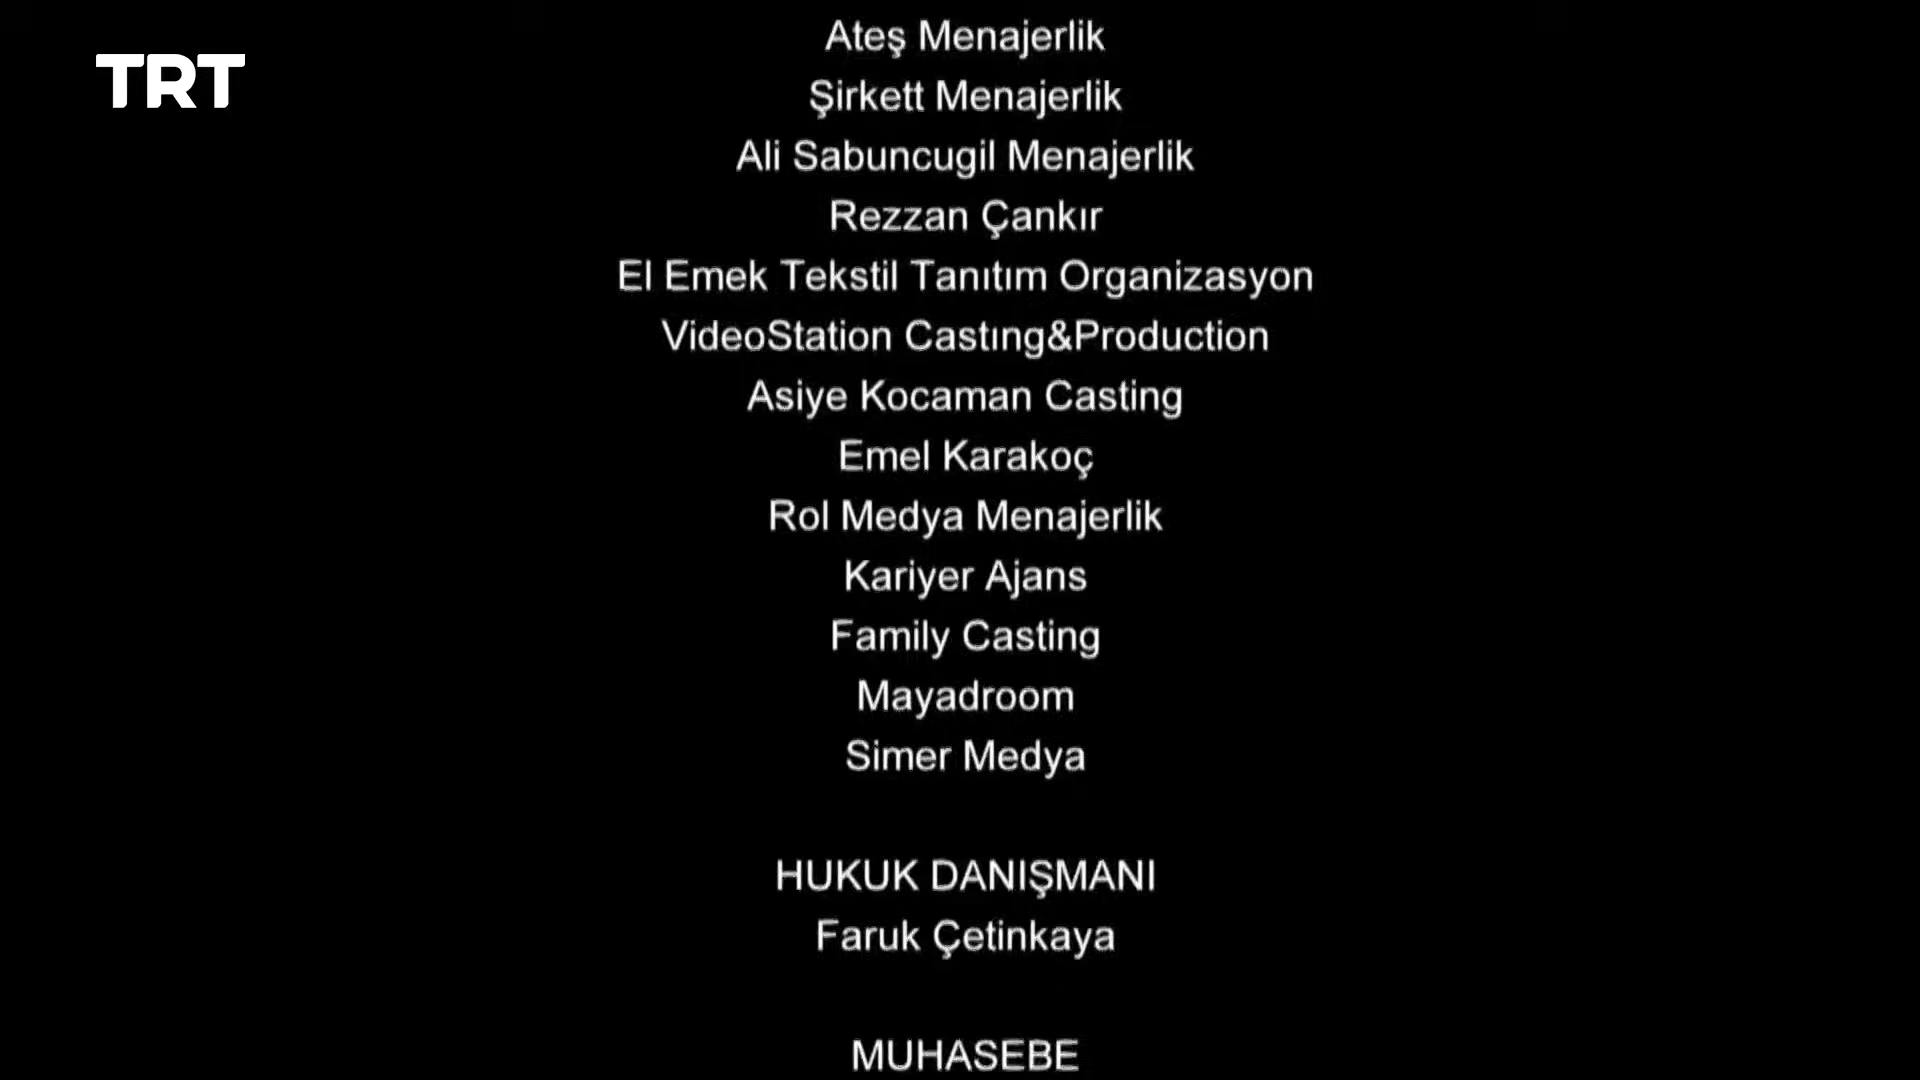 TRT
Ateş Menajerlik
Şirkett Menajerlik
Ali Sabuncugil Menajerlik
Rezzan Çankır
El Emek Tekstil Tanıtım Organizasyon
VideoStation Castıng&Production
Asiye Kocaman Casting
Emel Karakoç
Rol Medya Menajerlik
Kariyer Ajans
Family Casting
Mayadroom
Simer Medya
HUKUK DANIŞMANI
Faruk Çetinkaya
MUHASEBE